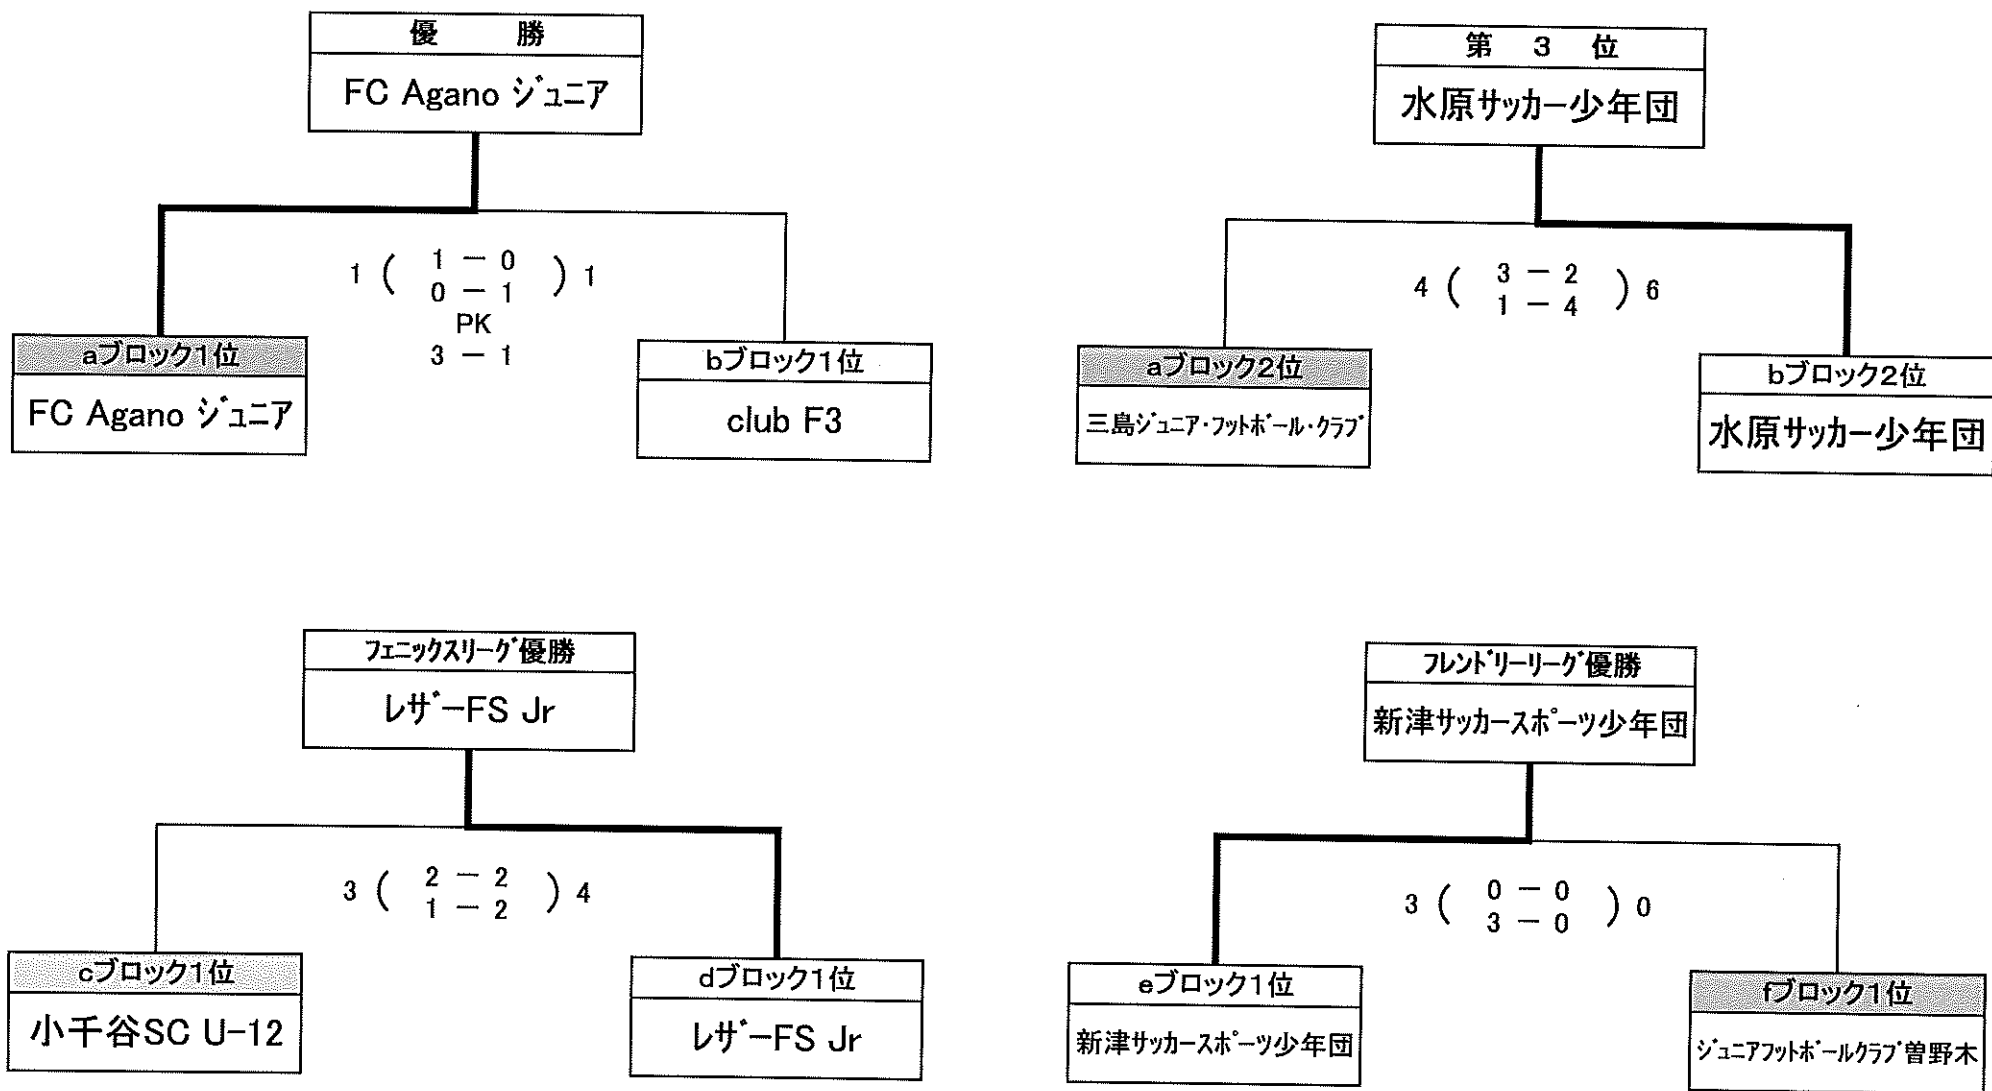 優 勝
FC Agano ジュニア
1 ( 1 － 0 ) 1
0 － 1
PK
3 － 1
aブロック1位
FC Agano ジュニア
bブロック1位
club F3
第 3 位
水原サッカー少年団
4 ( 3 － 2 ) 6
1 － 4
aブロック2位
三島ジュニア・フットボール・クラブ
bブロック2位
水原サッカー少年団
フェニックスリーグ優勝
レザーFS Jr
3 ( 2 － 2 ) 4
1 － 2
cブロック1位
小千谷SC U-12
dブロック1位
レザーFS Jr
フレンドリーリーグ優勝
新津サッカースポーツ少年団
3 ( 0 － 0 ) 0
3 － 0
eブロック1位
新津サッカースポーツ少年団
fブロック1位
ジュニアフットボールクラブ曽野木